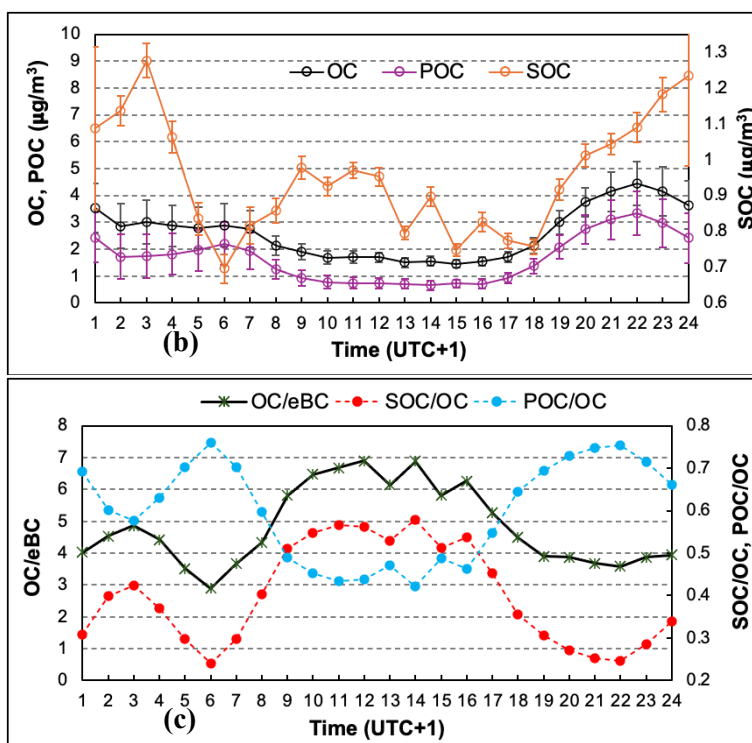 OC, POC (µg/m³)
10
9
8
7
6
5
4
3
2
1
0
OC POC SOC
1.3
1.2
1.1
1
0.9
0.8
0.7
0.6
SOC (µg/m³)
1 2 3 4 5 6 7 8 9 10 11 12 13 14 15 16 17 18 19 20 21 22 23 24
(b)
Time (UTC+1)
OC/eBC SOC/OC POC/OC
OC/eBC
8
7
6
5
4
3
2
1
0
0.8
0.7
0.6
0.5
0.4
0.3
0.2
SOC/OC, POC/OC
1 2 3 4 5 6 7 8 9 10 11 12 13 14 15 16 17 18 19 20 21 22 23 24
(c)
Time (UTC+1)